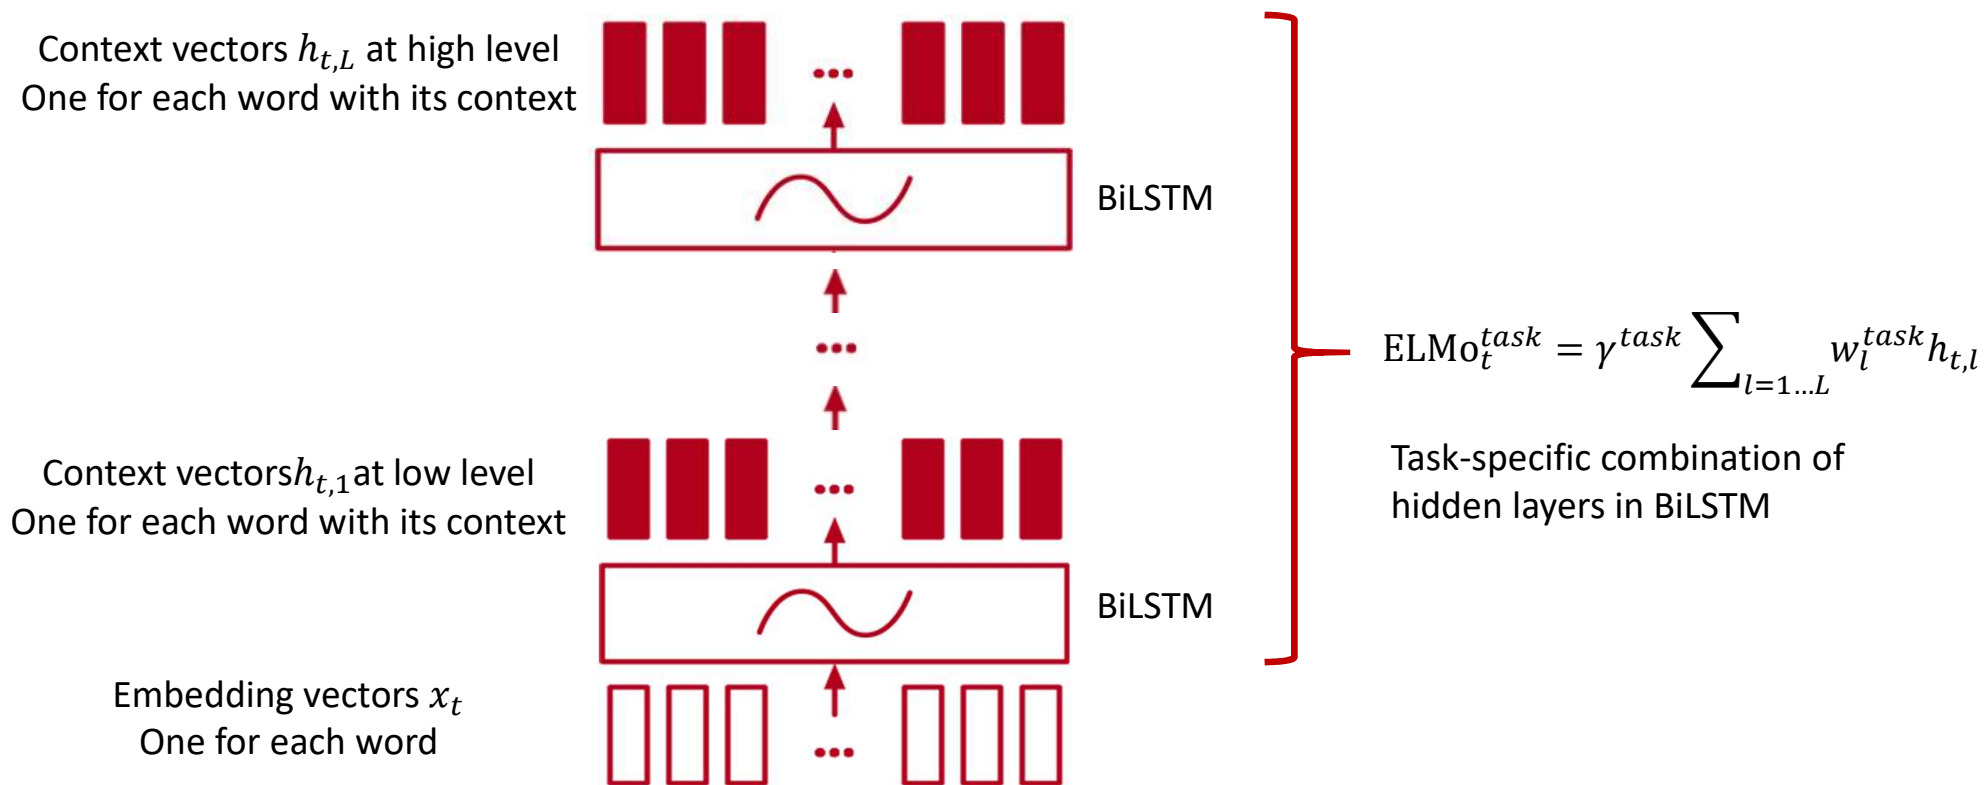 Context vectors h_{t,L} at high level
One for each word with its context
BiLSTM
ELMo_t^{task} = γ^{task} ∑_{l=1…L} w_l^{task} h_{t,l}
Context vectors h_{t,1} at low level
One for each word with its context
Task-specific combination of
hidden layers in BiLSTM
BiLSTM
Embedding vectors x_t
One for each word